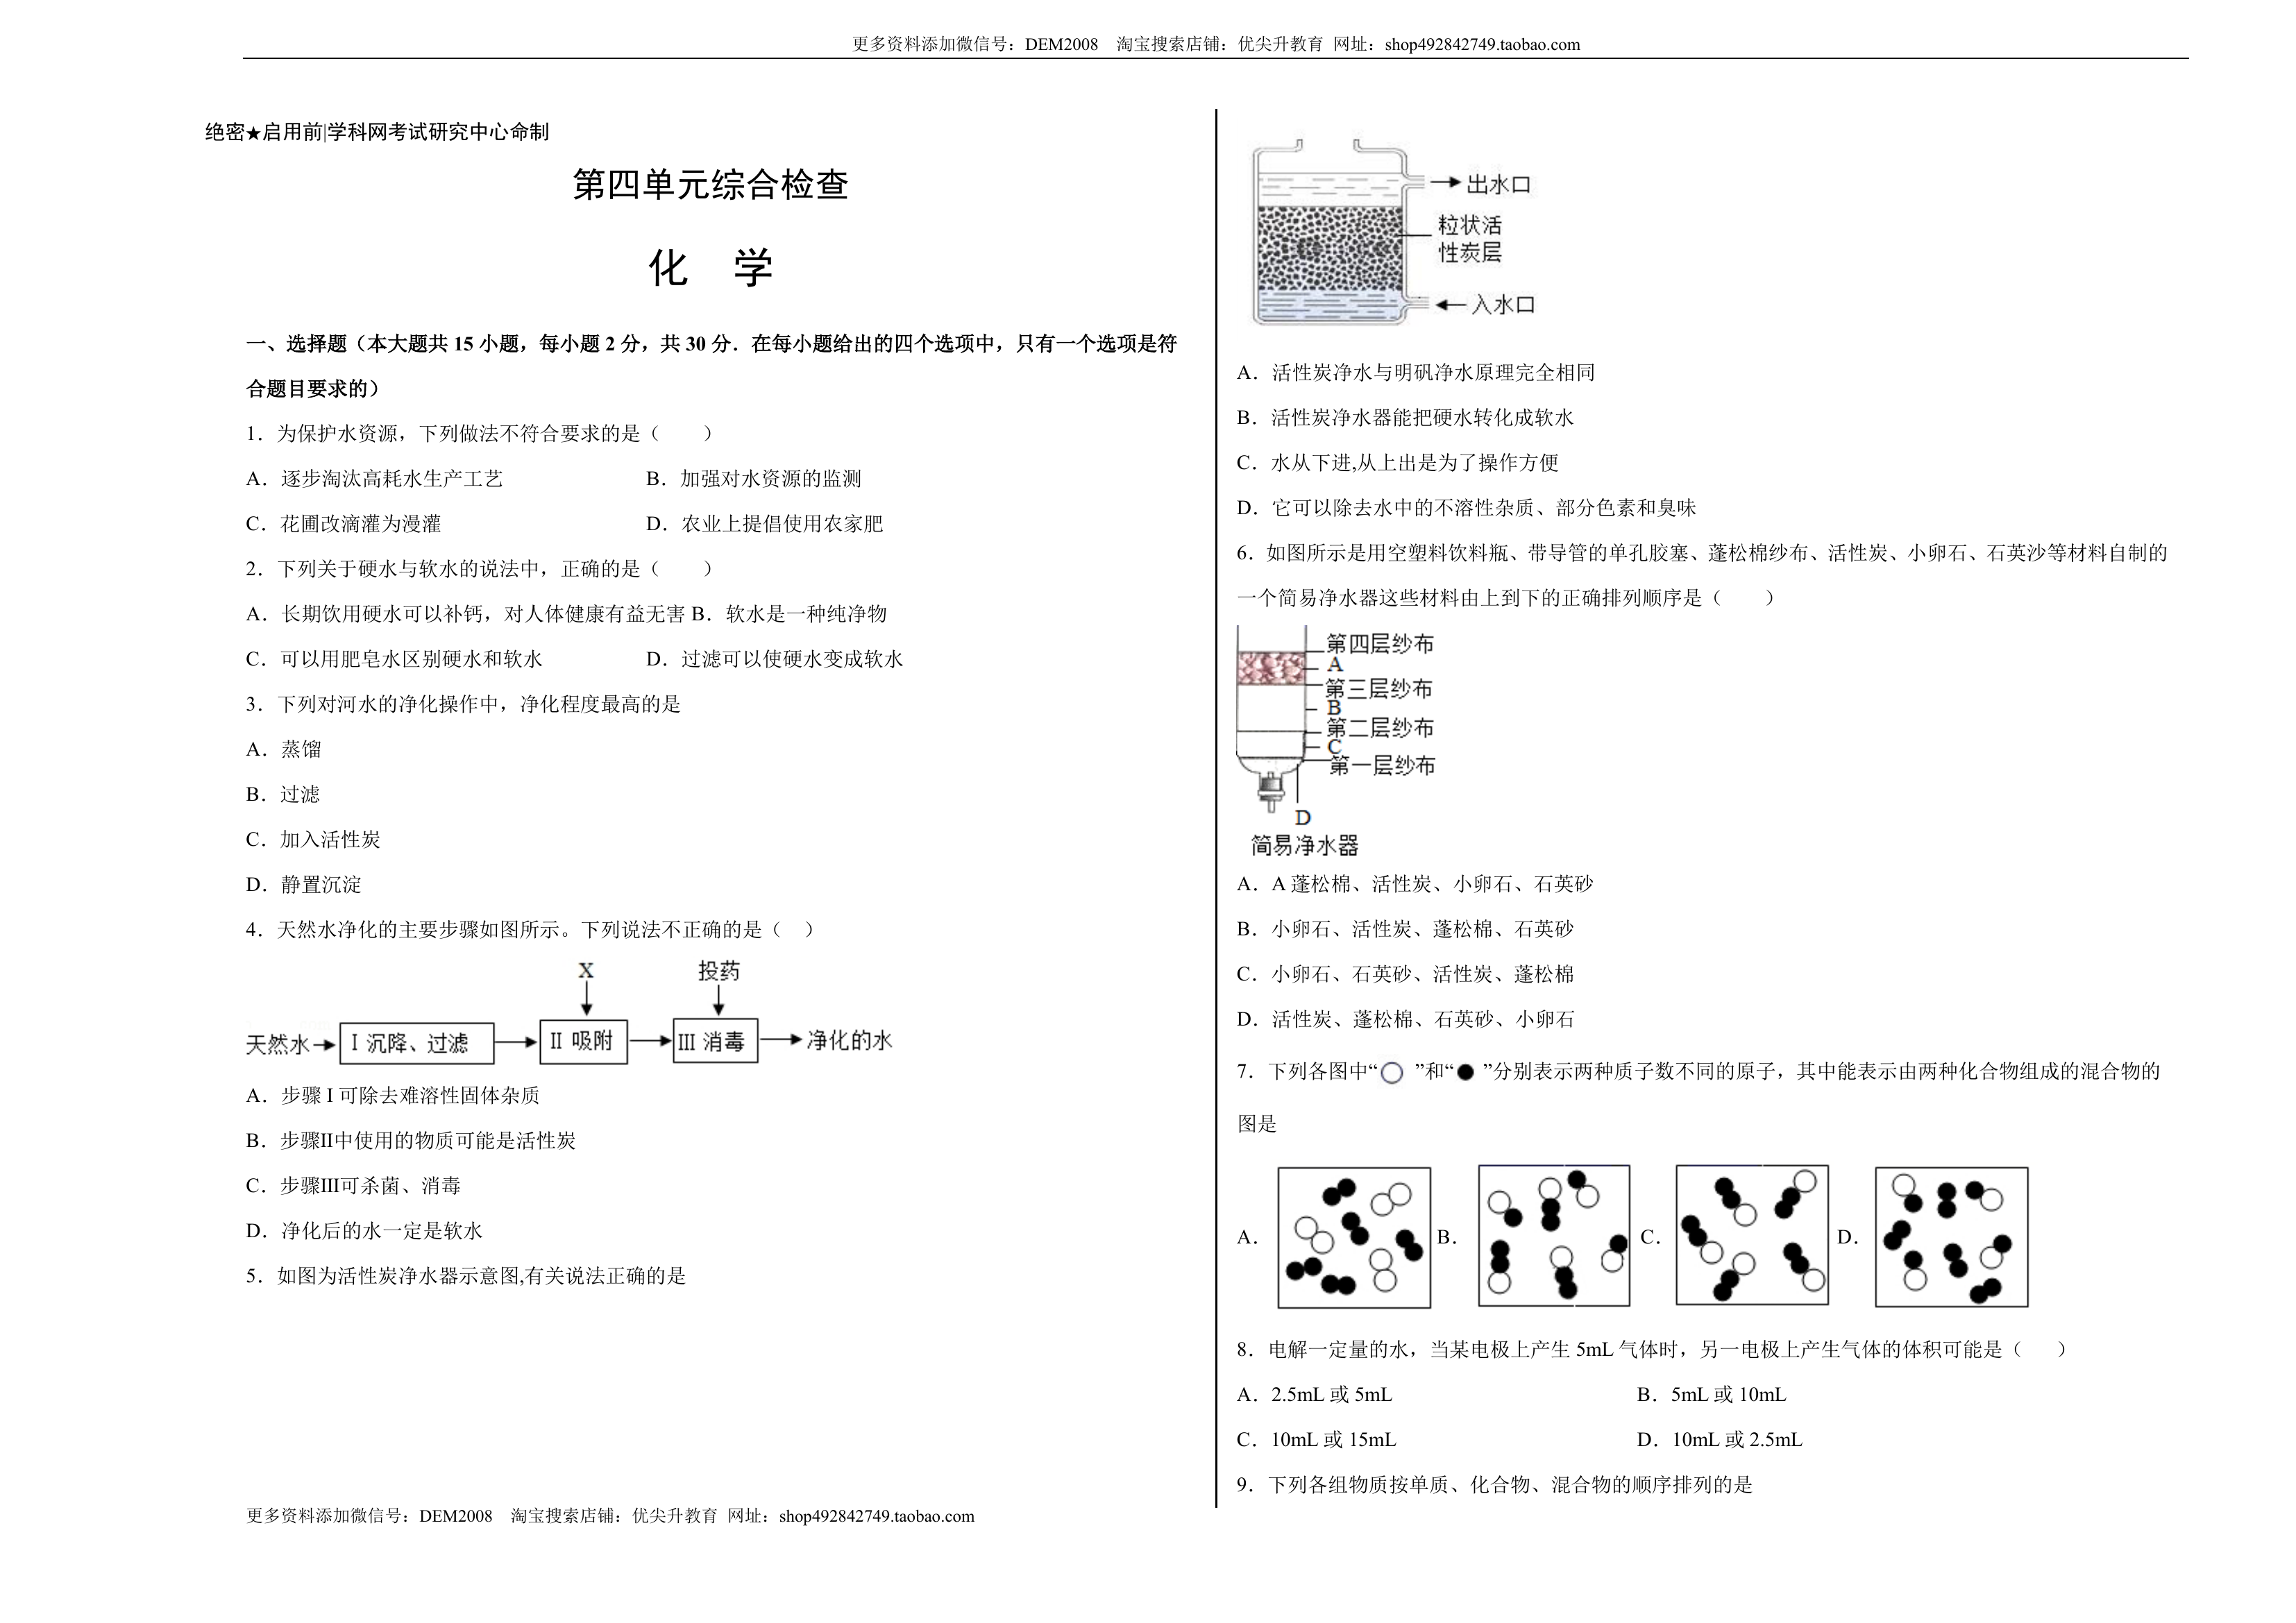 更多资料添加微信号：DEM2008 淘宝搜索店铺：优尖升教育 网址：shop492842749.taobao.com
绝密★启用前|学科网考试研究中心命制
第四单元综合检查
化 学
一、选择题（本大题共 15 小题，每小题 2 分，共 30 分．在每小题给出的四个选项中，只有一个选项是符
合题目要求的）
1．为保护水资源，下列做法不符合要求的是（ ）
A．逐步淘汰高耗水生产工艺 B．加强对水资源的监测
C．花圃改滴灌为漫灌 D．农业上提倡使用农家肥
2．下列关于硬水与软水的说法中，正确的是（ ）
A．长期饮用硬水可以补钙，对人体健康有益无害 B．软水是一种纯净物
C．可以用肥皂水区别硬水和软水 D．过滤可以使硬水变成软水
3．下列对河水的净化操作中，净化程度最高的是
A．蒸馏
B．过滤
C．加入活性炭
D．静置沉淀
4．天然水净化的主要步骤如图所示。下列说法不正确的是（ ）
X 投药
天然水 I 沉降、过滤 II 吸附 III 消毒 净化的水
A．步骤 I 可除去难溶性固体杂质
B．步骤II中使用的物质可能是活性炭
C．步骤III可杀菌、消毒
D．净化后的水一定是软水
5．如图为活性炭净水器示意图,有关说法正确的是
出水口
粒状活
性炭层
入水口
A．活性炭净水与明矾净水原理完全相同
B．活性炭净水器能把硬水转化成软水
C．水从下进,从上出是为了操作方便
D．它可以除去水中的不溶性杂质、部分色素和臭味
6．如图所示是用空塑料饮料瓶、带导管的单孔胶塞、蓬松棉纱布、活性炭、小卵石、石英沙等材料自制的
一个简易净水器这些材料由上到下的正确排列顺序是（ ）
第四层纱布
A
第三层纱布
B
第二层纱布
C
第一层纱布
D
简易净水器
A．A 蓬松棉、活性炭、小卵石、石英砂
B．小卵石、活性炭、蓬松棉、石英砂
C．小卵石、石英砂、活性炭、蓬松棉
D．活性炭、蓬松棉、石英砂、小卵石
7．下列各图中“○ ”和“● ”分别表示两种质子数不同的原子，其中能表示由两种化合物组成的混合物的
图是
A． B． C． D．
8．电解一定量的水，当某电极上产生 5mL 气体时，另一电极上产生气体的体积可能是（ ）
A．2.5mL 或 5mL B．5mL 或 10mL
C．10mL 或 15mL D．10mL 或 2.5mL
9．下列各组物质按单质、化合物、混合物的顺序排列的是
更多资料添加微信号：DEM2008 淘宝搜索店铺：优尖升教育 网址：shop492842749.taobao.com